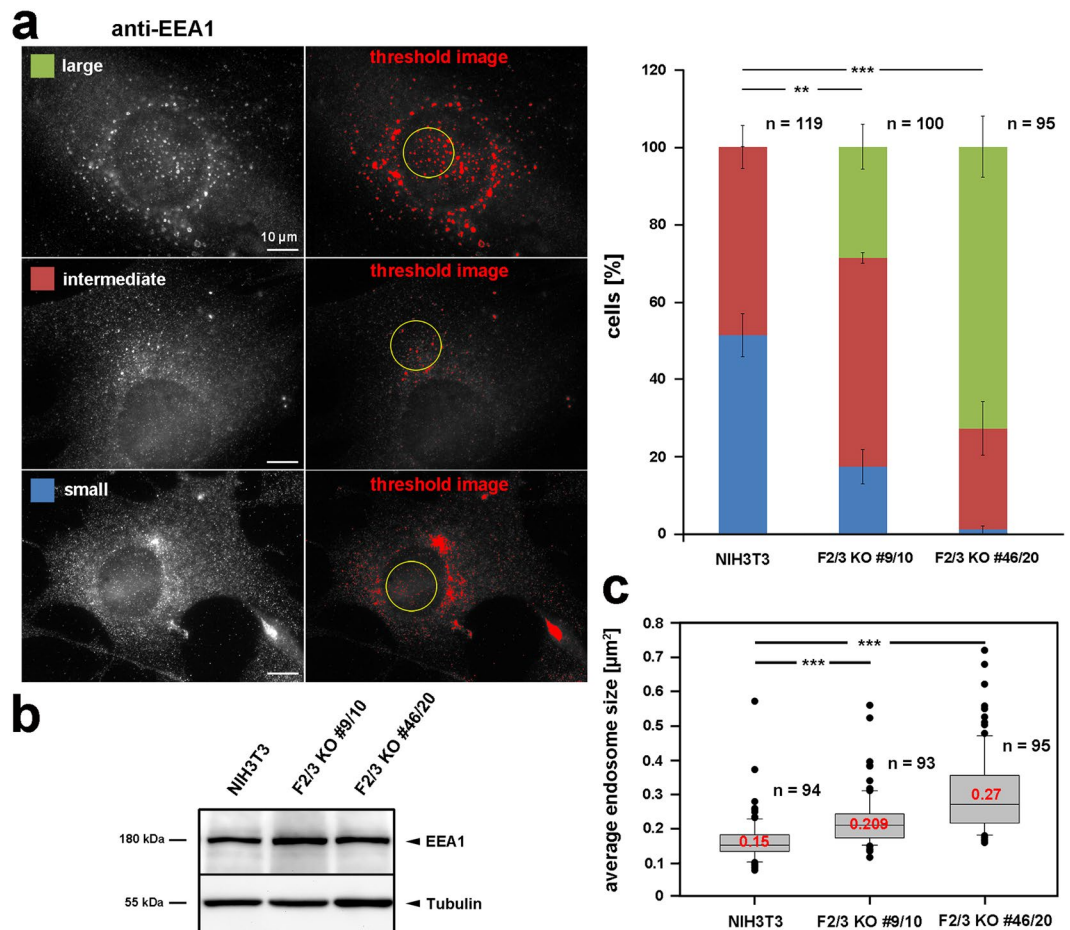 a
anti-EEA1
large
threshold image
10 µm
intermediate
threshold image
small
threshold image
120
100
80
60
40
20
0
cells [%]
***
**
n = 119
n = 100
n = 95
NIH3T3
F2/3 KO #9/10
F2/3 KO #46/20
b
NIH3T3
F2/3 KO #9/10
F2/3 KO #46/20
180 kDa
EEA1
55 kDa
Tubulin
c
average endosome size [µm²]
0.8
0.7
0.6
0.5
0.4
0.3
0.2
0.1
0
***
***
n = 94
n = 93
n = 95
0.15
0.209
0.27
NIH3T3
F2/3 KO #9/10
F2/3 KO #46/20